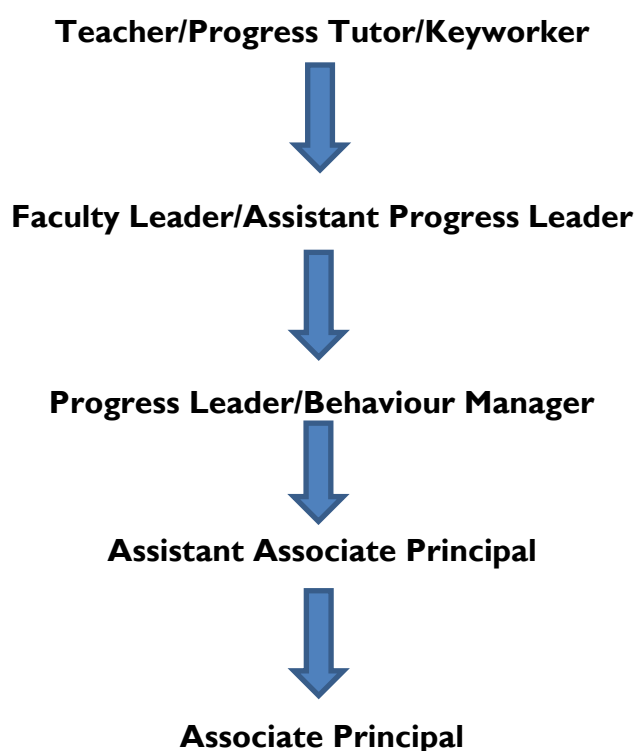 Teacher/Progress Tutor/Keyworker
Faculty Leader/Assistant Progress Leader
Progress Leader/Behaviour Manager
Assistant Associate Principal
Associate Principal